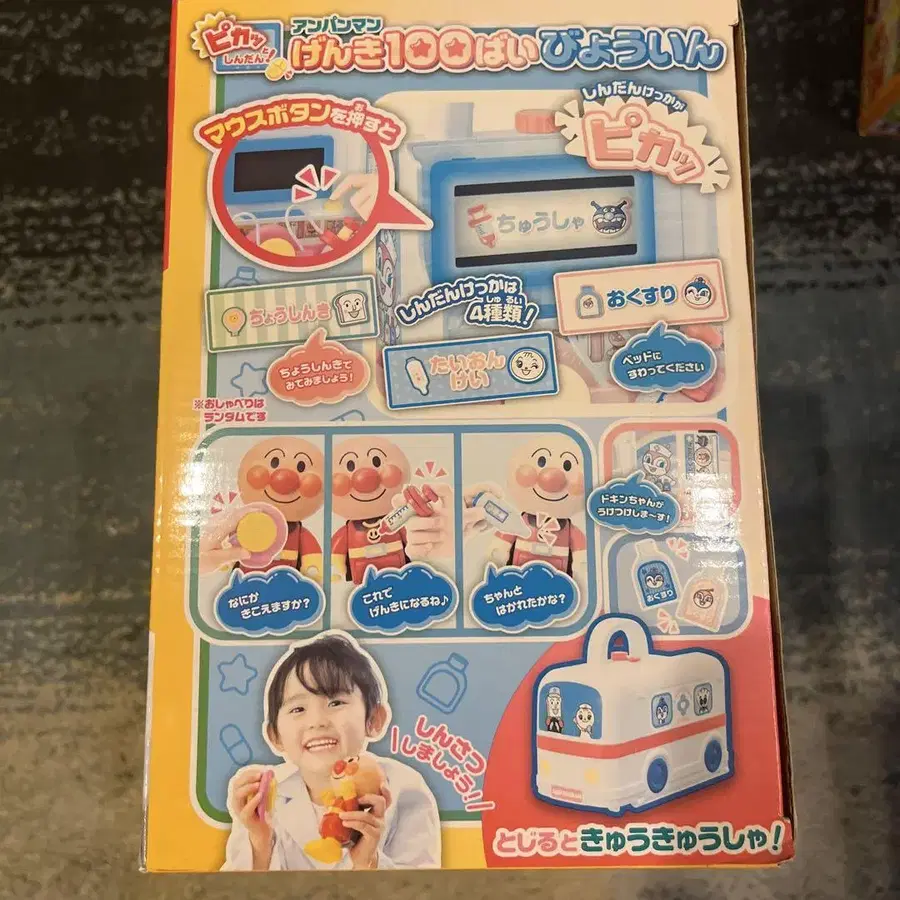 ピカッと
しんだん!
アンパンマン
げんき100ばいびょういん
マウスボタンを押すと
お
しんだんけっかが
ピカッ
ちゅうしゃ
ちょうしんき
しんだんけっかは
しゅるい
4種類!
おくすり
たいおん
けい
ちょうしんきで
みてみましょう!
ベッドに
すわってください
※おしゃべりは
ランダムです
なにか
きこえますか?
これで
げんきになるね♪
ちゃんと
はかれたかな?
ドキンちゃんが
うけつけしま〜す!
おくすり
しんさつ
しましょう!
とじるときゅうきゅうしゃ!